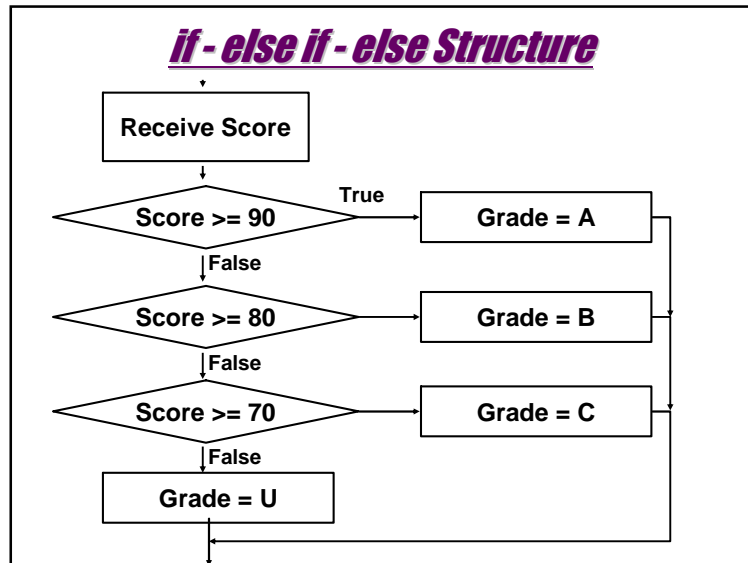 if - else if - else Structure
Receive Score
True
Score >= 90
Grade = A
False
Score >= 80
Grade = B
False
Score >= 70
Grade = C
False
Grade = U